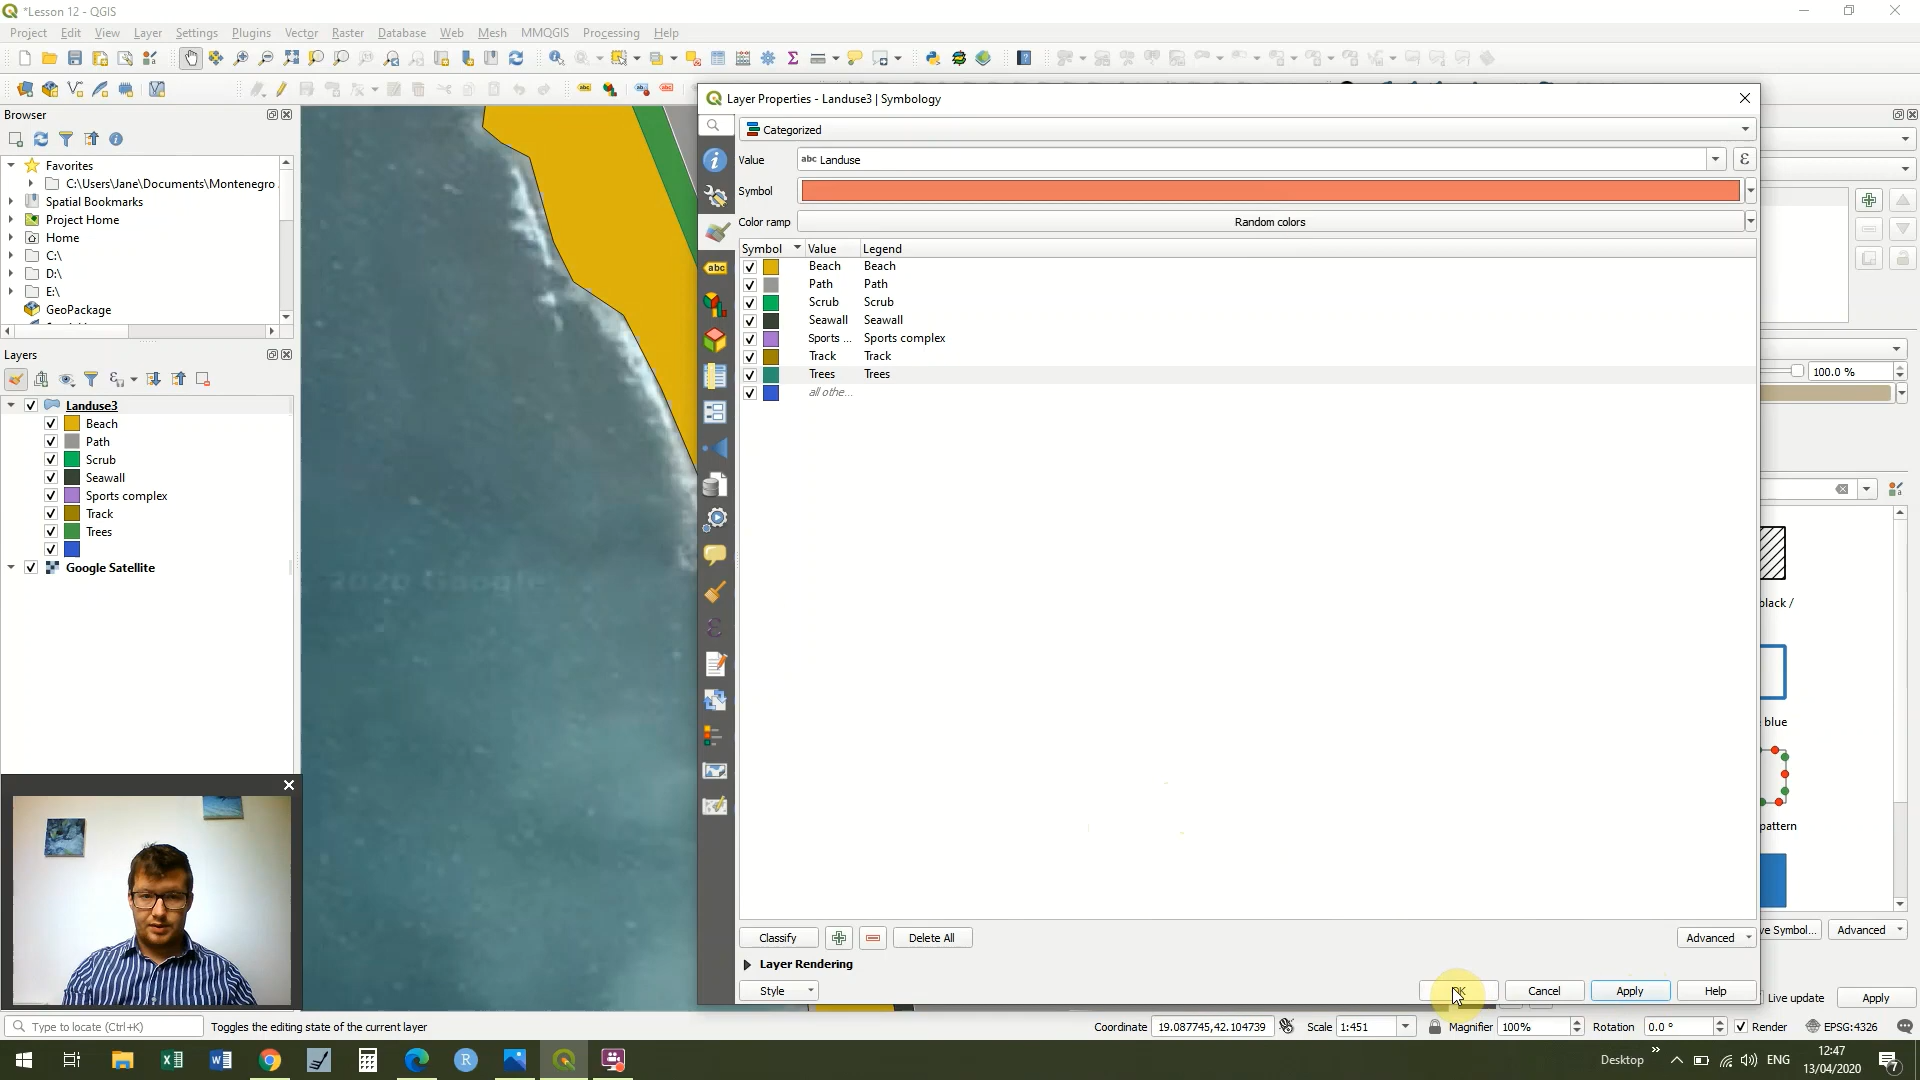 *Lesson 12 - QGIS
Project Edit View Layer Settings Plugins Vector Raster Database Web Mesh MMQGIS Processing Help
Browser
Favorites
C:\Users\Jane\Documents\Montenegro
Spatial Bookmarks
Project Home
Home
C:\
D:\
E:\
GeoPackage
Layers
Landuse3
Beach
Path
Scrub
Seawall
Sports complex
Track
Trees
Google Satellite
2020 Google
Layer Properties - Landuse3 | Symbology
Categorized
Value abc Landuse
Symbol
Color ramp Random colors
Symbol Value Legend
Beach Beach
Path Path
Scrub Scrub
Seawall Seawall
Sports ... Sports complex
Track Track
Trees Trees
all othe...
Classify Delete All Advanced
Layer Rendering
Style OK Cancel Apply Help
100.0 %
black /
blue
pattern
Symbol... Advanced
Live update Apply
Type to locate (Ctrl+K) Toggles the editing state of the current layer Coordinate 19.087745,42.104739 Scale 1:451 Magnifier 100% Rotation 0.0 ° Render EPSG:4326
Desktop » ENG 12:47
13/04/2020
7